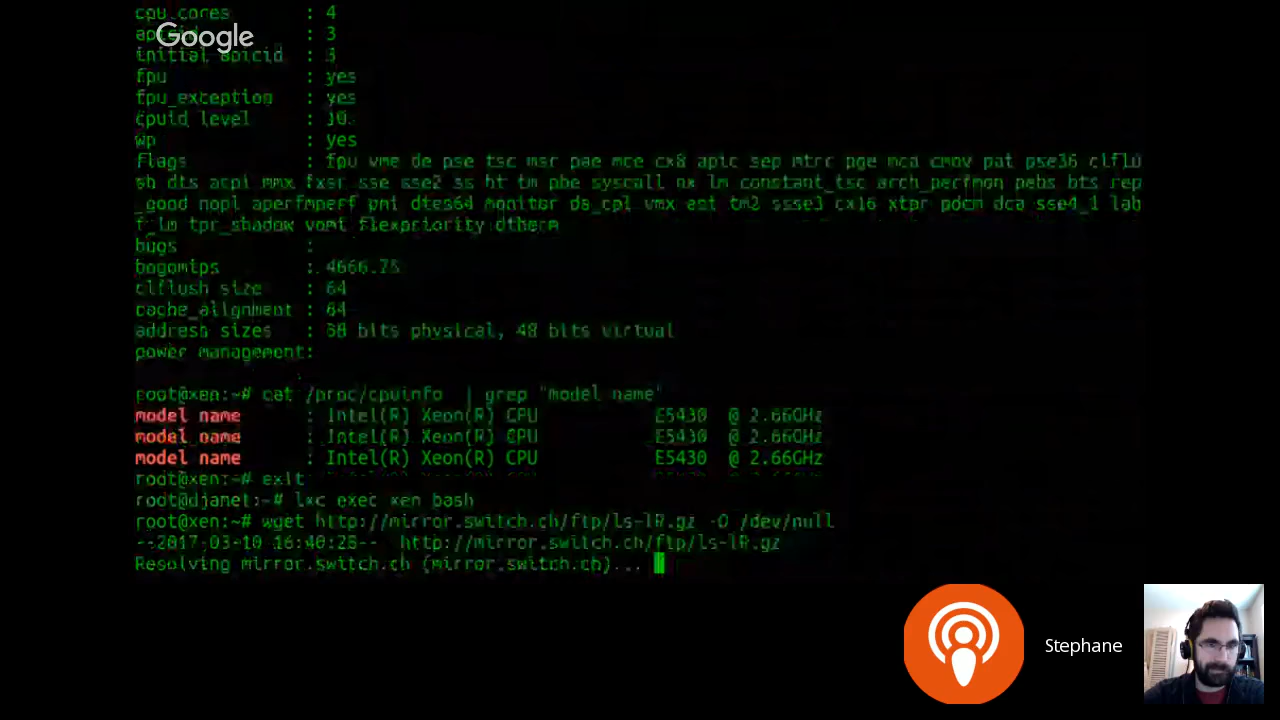 cpu cores : 4
apicid : 3
Google
initial apicid : 3
fpu : yes
fpu_exception : yes
cpuid level : 10
wp : yes
flags : fpu vme de pse tsc msr pae mce cx8 apic sep mtrr pge mca cmov pat pse36 clflu
sh dts acpi mmx fxsr sse sse2 ss ht tm pbe syscall nx lm constant_tsc arch_perfmon pebs bts rep
_good nopl aperfmperf pni dtes64 monitor ds_cpl vmx est tm2 ssse3 cx16 xtpr pdcm dca sse4_1 lah
f_lm tpr_shadow vnmi flexpriority dtherm
bugs :
bogomips : 4666.75
clflush size : 64
cache_alignment : 64
address sizes : 38 bits physical, 48 bits virtual
power management:
root@xen:~# cat /proc/cpuinfo | grep "model name"
model name : Intel(R) Xeon(R) CPU E5430 @ 2.66GHz
model name : Intel(R) Xeon(R) CPU E5430 @ 2.66GHz
model name : Intel(R) Xeon(R) CPU E5430 @ 2.66GHz
root@xen:~# exit
root@djanet:~# lxc exec xen bash
root@xen:~# wget http://mirror.switch.ch/ftp/ls-lR.gz -O /dev/null
--2017-03-10 16:40:28-- http://mirror.switch.ch/ftp/ls-lR.gz
Resolving mirror.switch.ch (mirror.switch.ch)...
Stephane